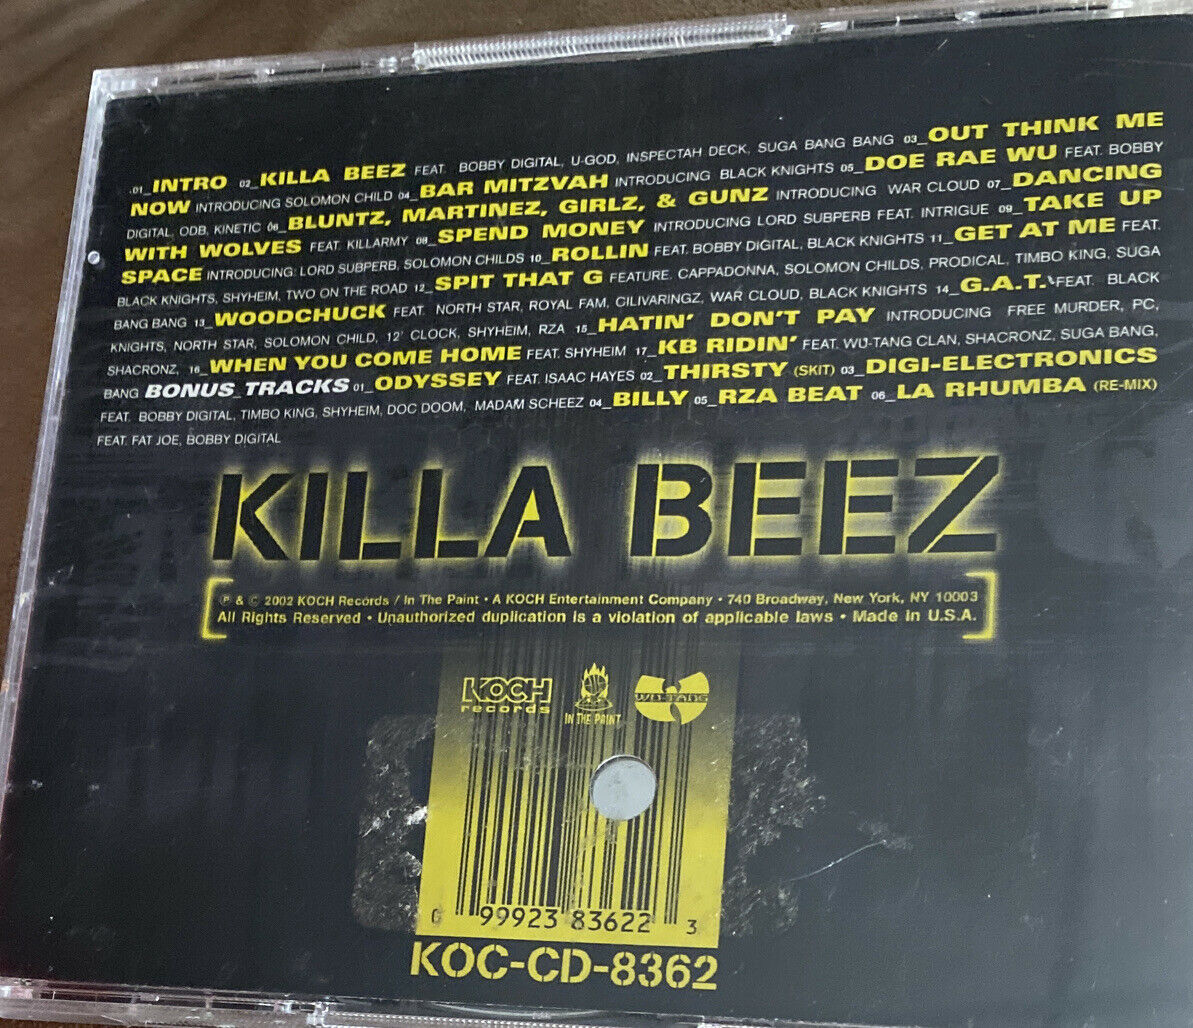 .01_INTRO 02_KILLA BEEZ FEAT. BOBBY DIGITAL, U-GOD, INSPECTAH DECK, SUGA BANG BANG 03_OUT THINK ME
NOW INTRODUCING SOLOMON CHILD 04_BAR MITZVAH INTRODUCING BLACK KNIGHTS 05_DOE RAE WU FEAT. BOBBY
DIGITAL, ODB, KINETIC 06_BLUNTZ, MARTINEZ, GIRLZ, & GUNZ INTRODUCING WAR CLOUD 07_DANCING
WITH WOLVES FEAT. KILLARMY 08_SPEND MONEY INTRODUCING LORD SUBPERB FEAT. INTRIGUE 09_TAKE UP
SPACE INTRODUCING: LORD SUBPERB, SOLOMON CHILDS 10_ROLLIN FEAT. BOBBY DIGITAL, BLACK KNIGHTS 11_GET AT ME FEAT.
BLACK KNIGHTS, SHYHEIM, TWO ON THE ROAD 12_SPIT THAT G FEATURE. CAPPADONNA, SOLOMON CHILDS, PRODICAL, TIMBO KING, SUGA
BANG BANG 13_WOODCHUCK FEAT. NORTH STAR, ROYAL FAM, CILIVARINGZ, WAR CLOUD, BLACK KNIGHTS 14_G.A.T. FEAT. BLACK
KNIGHTS, NORTH STAR, SOLOMON CHILD, 12' CLOCK, SHYHEIM, RZA 15_HATIN' DON'T PAY INTRODUCING FREE MURDER, PC,
SHACRONZ, 16_WHEN YOU COME HOME FEAT. SHYHEIM 17_KB RIDIN' FEAT. WU-TANG CLAN, SHACRONZ, SUGA BANG,
BANG BONUS TRACKS 01_ODYSSEY FEAT. ISAAC HAYES 02_THIRSTY (SKIT) 03_DIGI-ELECTRONICS
FEAT. BOBBY DIGITAL, TIMBO KING, SHYHEIM, DOC DOOM, MADAM SCHEEZ 04_BILLY 05_RZA BEAT 06_LA RHUMBA (RE-MIX)
FEAT. FAT JOE, BOBBY DIGITAL
KILLA BEEZ
℗ & © 2002 KOCH Records / In The Paint • A KOCH Entertainment Company • 740 Broadway, New York, NY 10003
All Rights Reserved • Unauthorized duplication is a violation of applicable laws • Made in U.S.A.
KOCH records
IN THE PAINT
WU-TANG
99923 83622 3
KOC-CD-8362